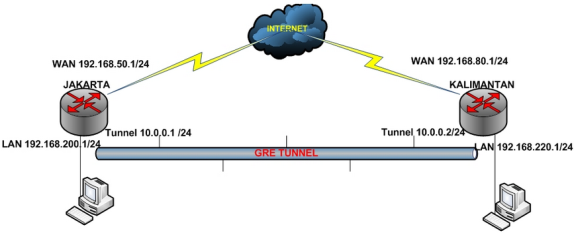 INTERNET
WAN 192.168.50.1/24
WAN 192.168.80.1/24
JAKARTA
KALIMANTAN
Tunnel 10.0.0.1 /24
Tunnel 10.0.0.2/24
LAN 192.168.200.1/24
GRE TUNNEL
LAN 192.168.220.1/24